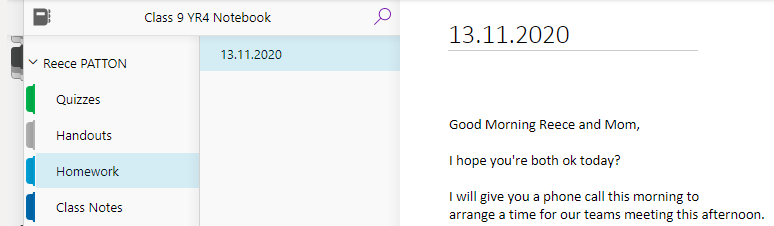 Class 9 YR4 Notebook
Reece PATTON
Quizzes
Handouts
Homework
Class Notes
13.11.2020
13.11.2020
Good Morning Reece and Mom,
I hope you're both ok today?
I will give you a phone call this morning to
arrange a time for our teams meeting this afternoon.